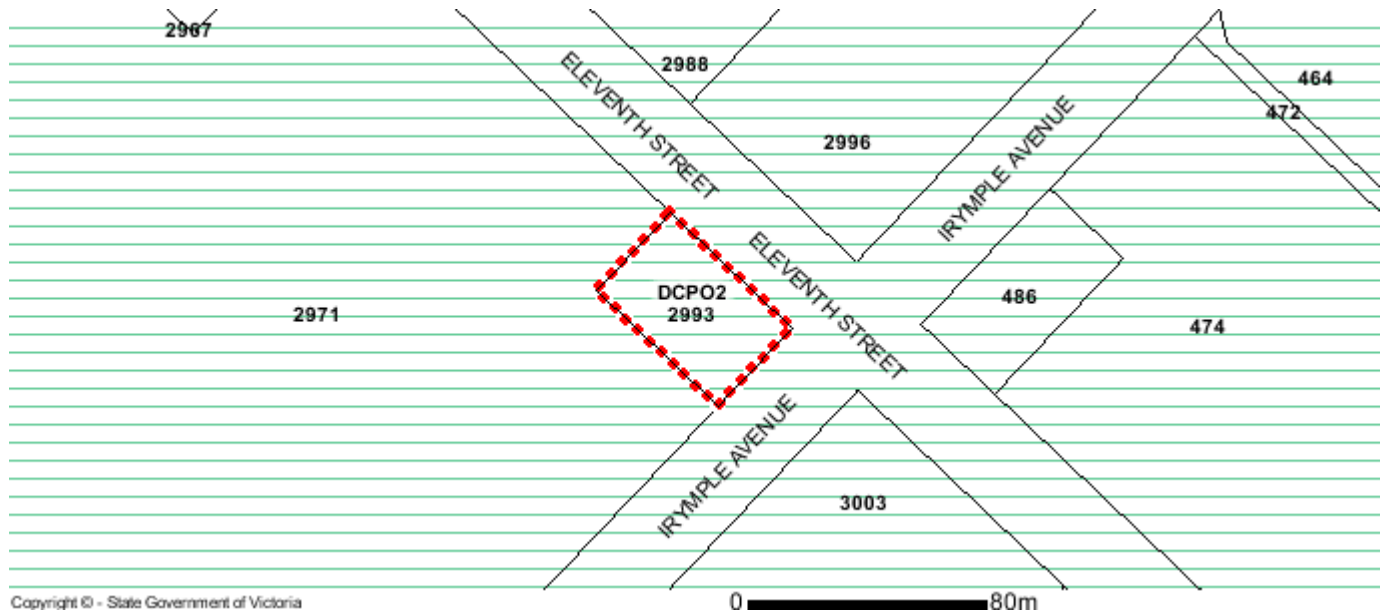 2967
2988
ELEVENTH STREET
2996
IRYMPLE AVENUE
464
472
DCPO2
2993
ELEVENTH STREET
2971
486
474
IRYMPLE AVENUE
3003
Copyright © - State Government of Victoria
0 80m